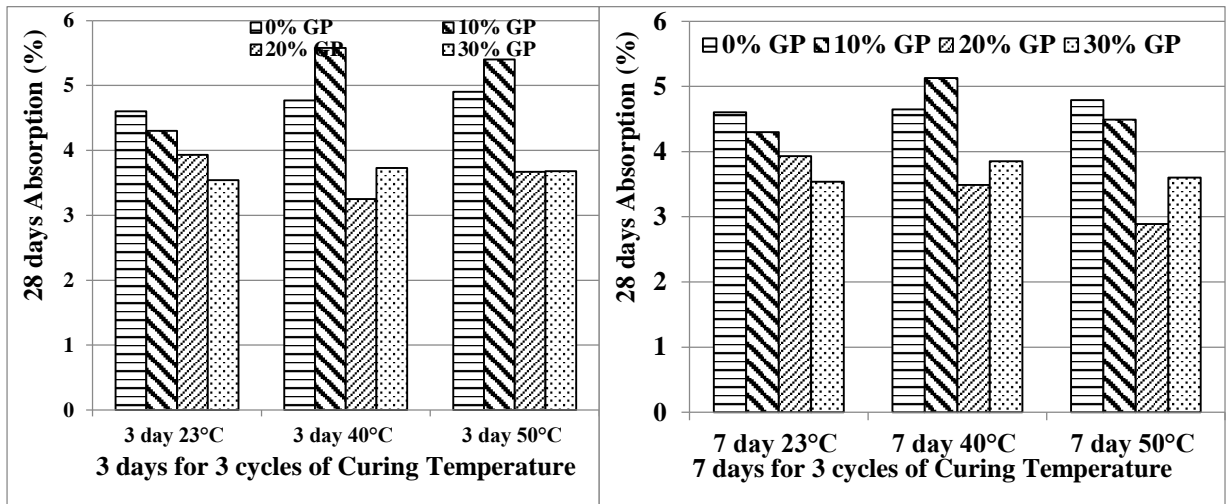 28 days Absorption (%)
6
5
4
3
2
1
0
0% GP 10% GP
20% GP 30% GP
3 day 23°C 3 day 40°C 3 day 50°C
3 days for 3 cycles of Curing Temperature
28 days Absorption (%)
6
5
4
3
2
1
0
0% GP 10% GP 20% GP 30% GP
7 day 23°C 7 day 40°C 7 day 50°C
7 days for 3 cycles of Curing Temperature